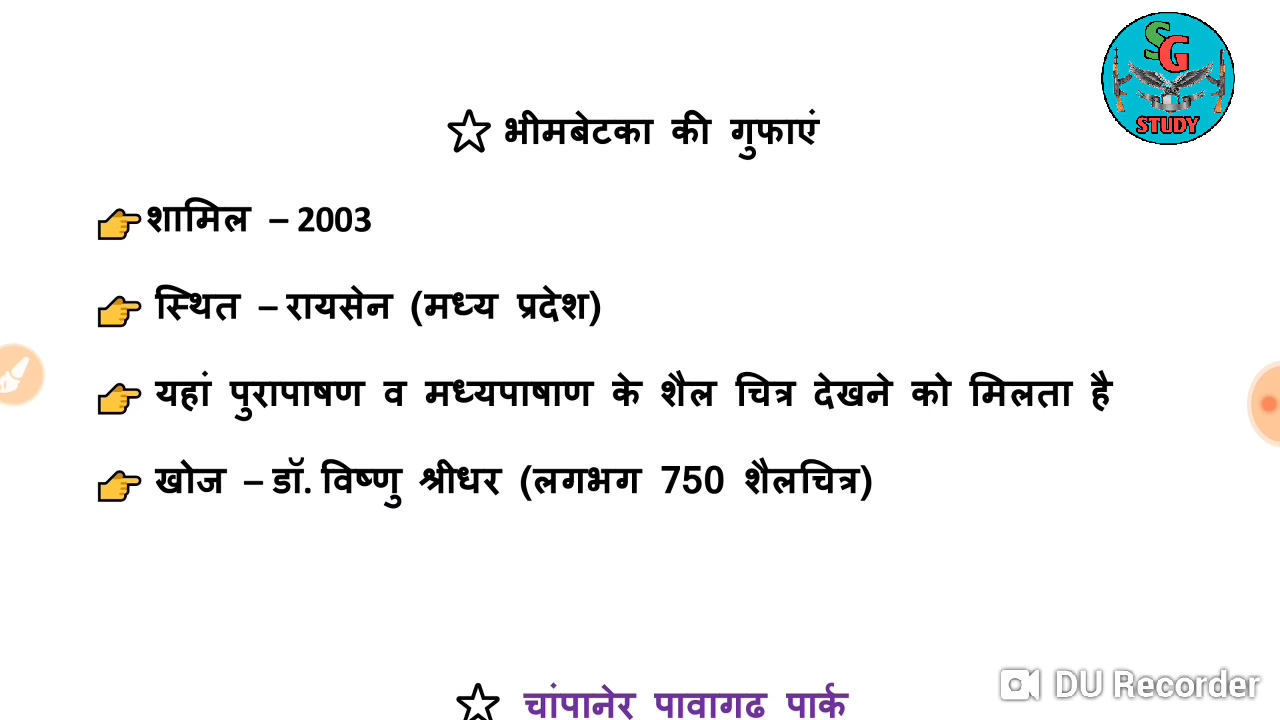 SG
STUDY
☆ भीमबेटका की गुफाएं
👉शामिल – 2003
👉 स्थित – रायसेन (मध्य प्रदेश)
👉 यहां पुरापाषण व मध्यपाषाण के शैल चित्र देखने को मिलता है
👉 खोज – डॉ. विष्णु श्रीधर (लगभग 750 शैलचित्र)
☆ चांपानेर पावागढ पार्क
DU Recorder